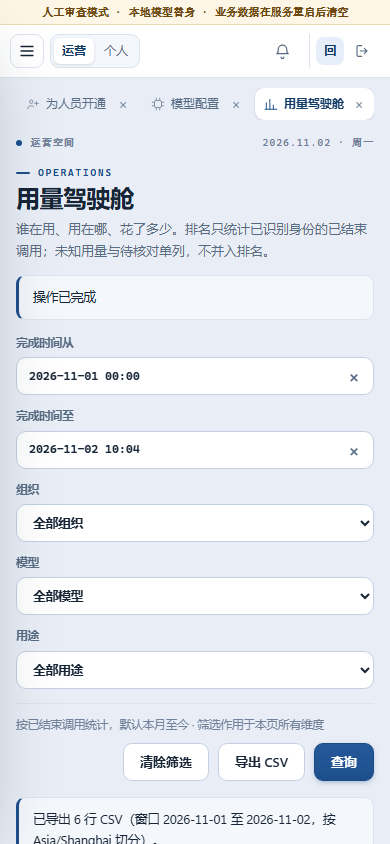 人工审查模式 · 本地模型替身 · 业务数据在服务重启后清空
运营 个人 回
为人员开通 × 模型配置 × 用量驾驶舱 ×
运营空间 2026.11.02 · 周一
OPERATIONS
用量驾驶舱
谁在用、用在哪、花了多少。排名只统计已识别身份的已结束
调用；未知用量与待核对单列，不并入排名。
操作已完成
完成时间从
2026-11-01 00:00 ×
完成时间至
2026-11-02 10:04 ×
组织
全部组织
模型
全部模型
用途
全部用途
按已结束调用统计，默认本月至今 · 筛选作用于本页所有维度
清除筛选 导出 CSV 查询
已导出 6 行 CSV（窗口 2026-11-01 至 2026-11-02，按
Asia/Shanghai 切分）。